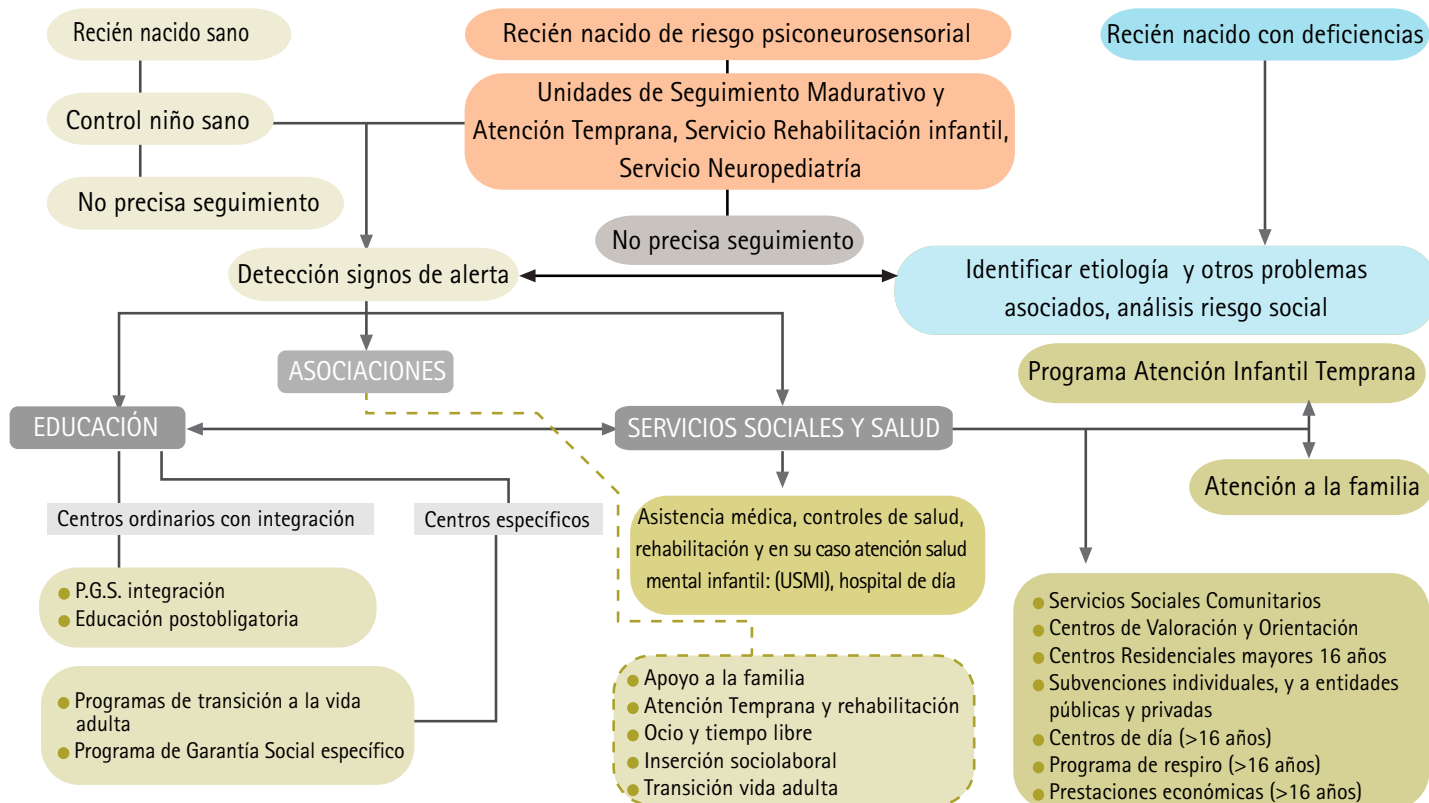 Recién nacido sano
Recién nacido de riesgo psiconeurosensorial
Recién nacido con deficiencias
Control niño sano
Unidades de Seguimiento Madurativo y
Atención Temprana, Servicio Rehabilitación infantil,
Servicio Neuropediatría
No precisa seguimiento
No precisa seguimiento
Detección signos de alerta
Identificar etiología y otros problemas
asociados, análisis riesgo social
ASOCIACIONES
Programa Atención Infantil Temprana
EDUCACIÓN
SERVICIOS SOCIALES Y SALUD
Atención a la familia
Centros ordinarios con integración
Centros específicos
Asistencia médica, controles de salud,
rehabilitación y en su caso atención salud
mental infantil: (USMI), hospital de día
● P.G.S. integración
● Educación postobligatoria
● Programas de transición a la vida
adulta
● Programa de Garantía Social específico
● Apoyo a la familia
● Atención Temprana y rehabilitación
● Ocio y tiempo libre
● Inserción sociolaboral
● Transición vida adulta
● Servicios Sociales Comunitarios
● Centros de Valoración y Orientación
● Centros Residenciales mayores 16 años
● Subvenciones individuales, y a entidades
públicas y privadas
● Centros de día (>16 años)
● Programa de respiro (>16 años)
● Prestaciones económicas (>16 años)